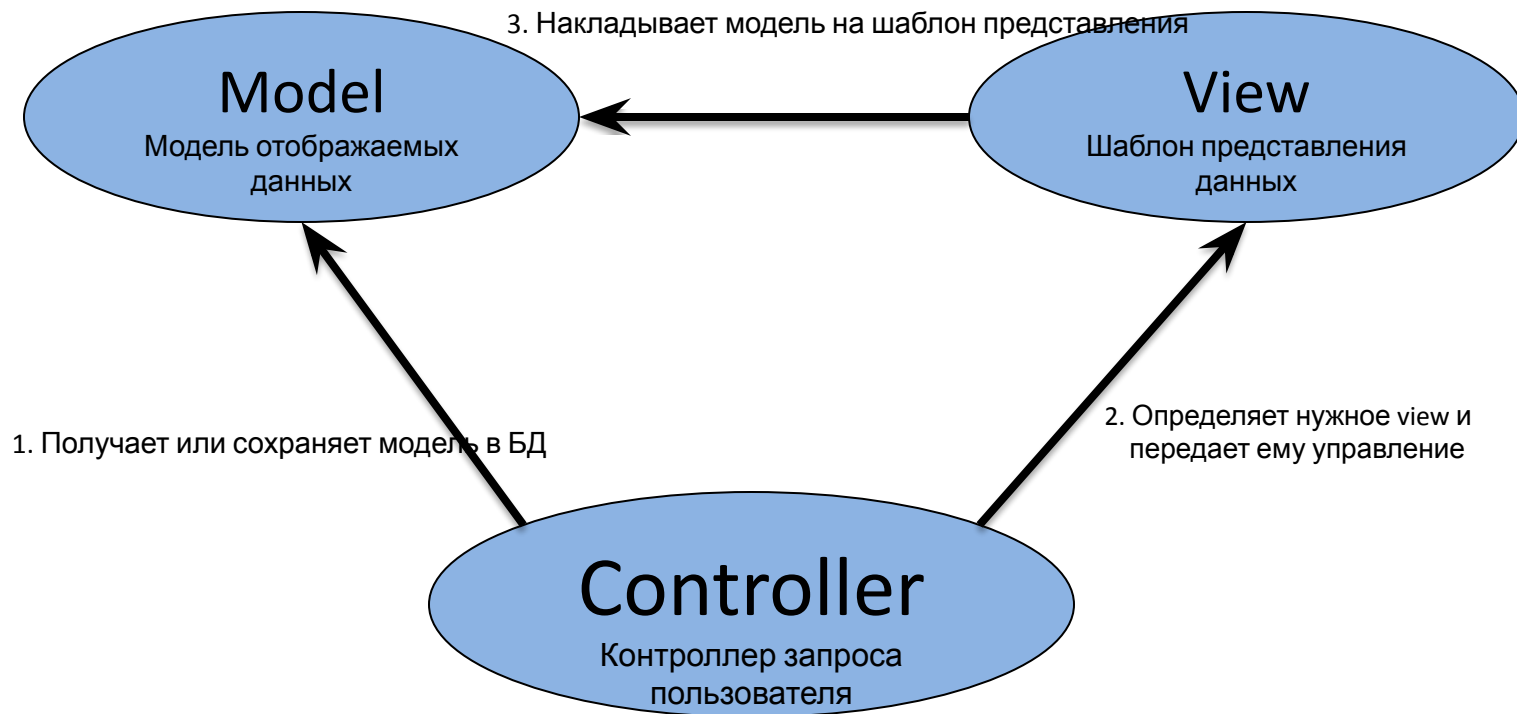 3. Накладывает модель на шаблон представления
Model
Модель отображаемых
данных
View
Шаблон представления
данных
1. Получает или сохраняет модель в БД
2. Определяет нужное view и
передает ему управление
Controller
Контроллер запроса
пользователя